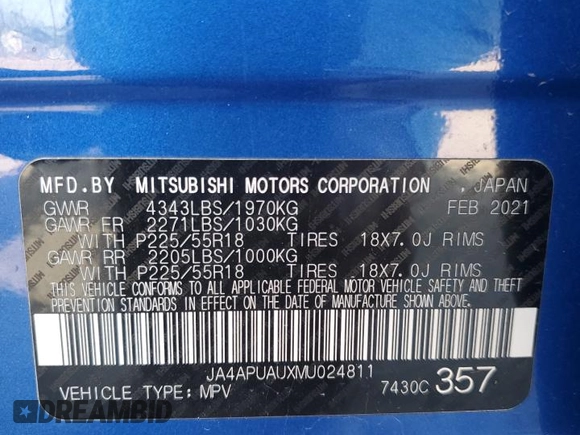 MFD.BY MITSUBISHI MOTORS CORPORATION , JAPAN
GVWR 4343LBS/1970KG FEB 2021
GAWR FR 2271LBS/1030KG
WITH P225/55R18 TIRES 18X7.0J RIMS
GAWR RR 2205LBS/1000KG
WITH P225/55R18 TIRES 18X7.0J RIMS
THIS VEHICLE CONFORMS TO ALL APPLICABLE FEDERAL MOTOR VEHICLE SAFETY AND THEFT
PREVENTION STANDARDS IN EFFECT ON THE DATE OF MANUFACTURE SHOWN ABOVE.
JA4APUAUXMU024811
VEHICLE TYPE: MPV 7430C 357
DREAMBID